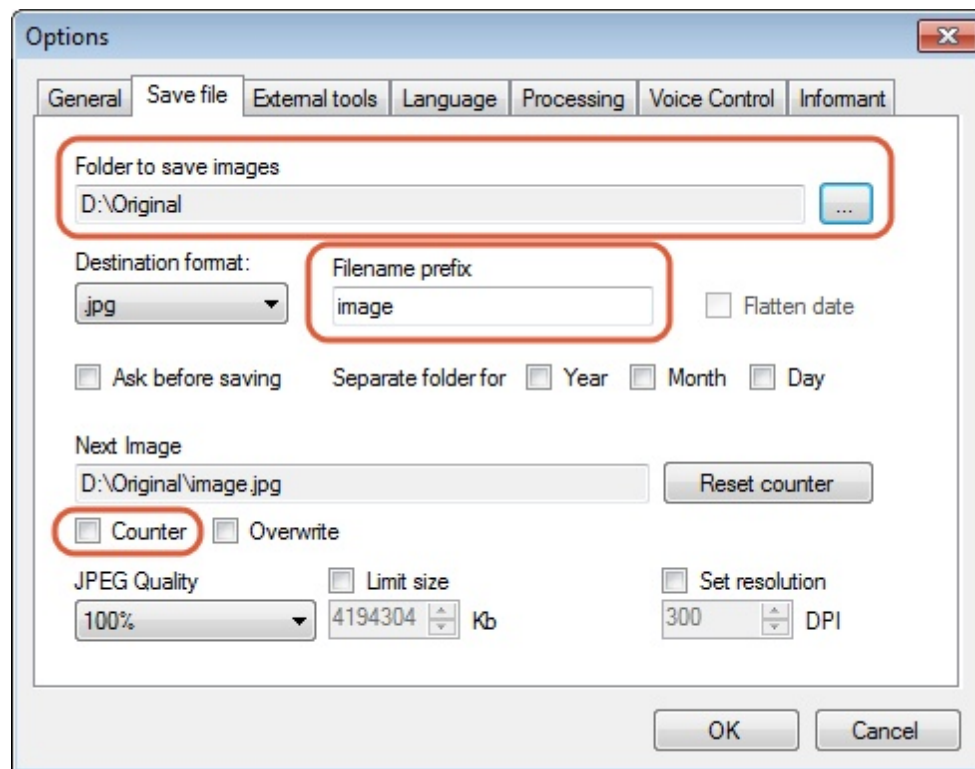 Options
General Save file External tools Language Processing Voice Control Informant
Folder to save images
D:\Original ...
Destination format: Filename prefix
.jpg image Flatten date
Ask before saving Separate folder for Year Month Day
Next Image
D:\Original\image.jpg Reset counter
Counter Overwrite
JPEG Quality Limit size Set resolution
100% 4194304 Kb 300 DPI
OK Cancel